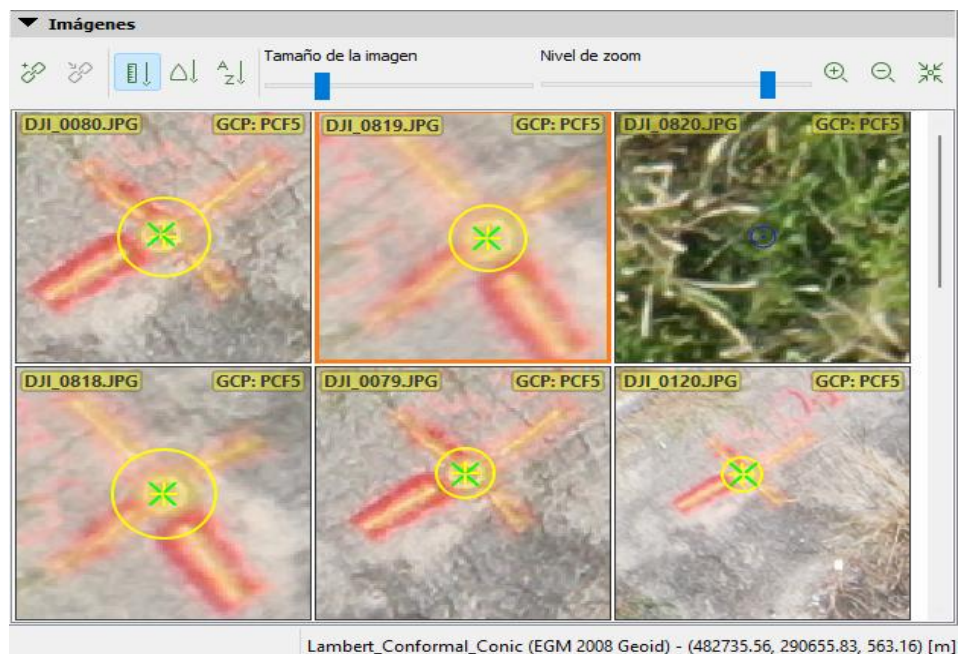 Imágenes
Tamaño de la imagen Nivel de zoom
DJI_0080.JPG GCP: PCF5 DJI_0819.JPG GCP: PCF5 DJI_0820.JPG GCP: PCF5
DJI_0818.JPG GCP: PCF5 DJI_0079.JPG GCP: PCF5 DJI_0120.JPG GCP: PCF5
Lambert_Conformal_Conic (EGM 2008 Geoid) - (482735.56, 290655.83, 563.16) [m]